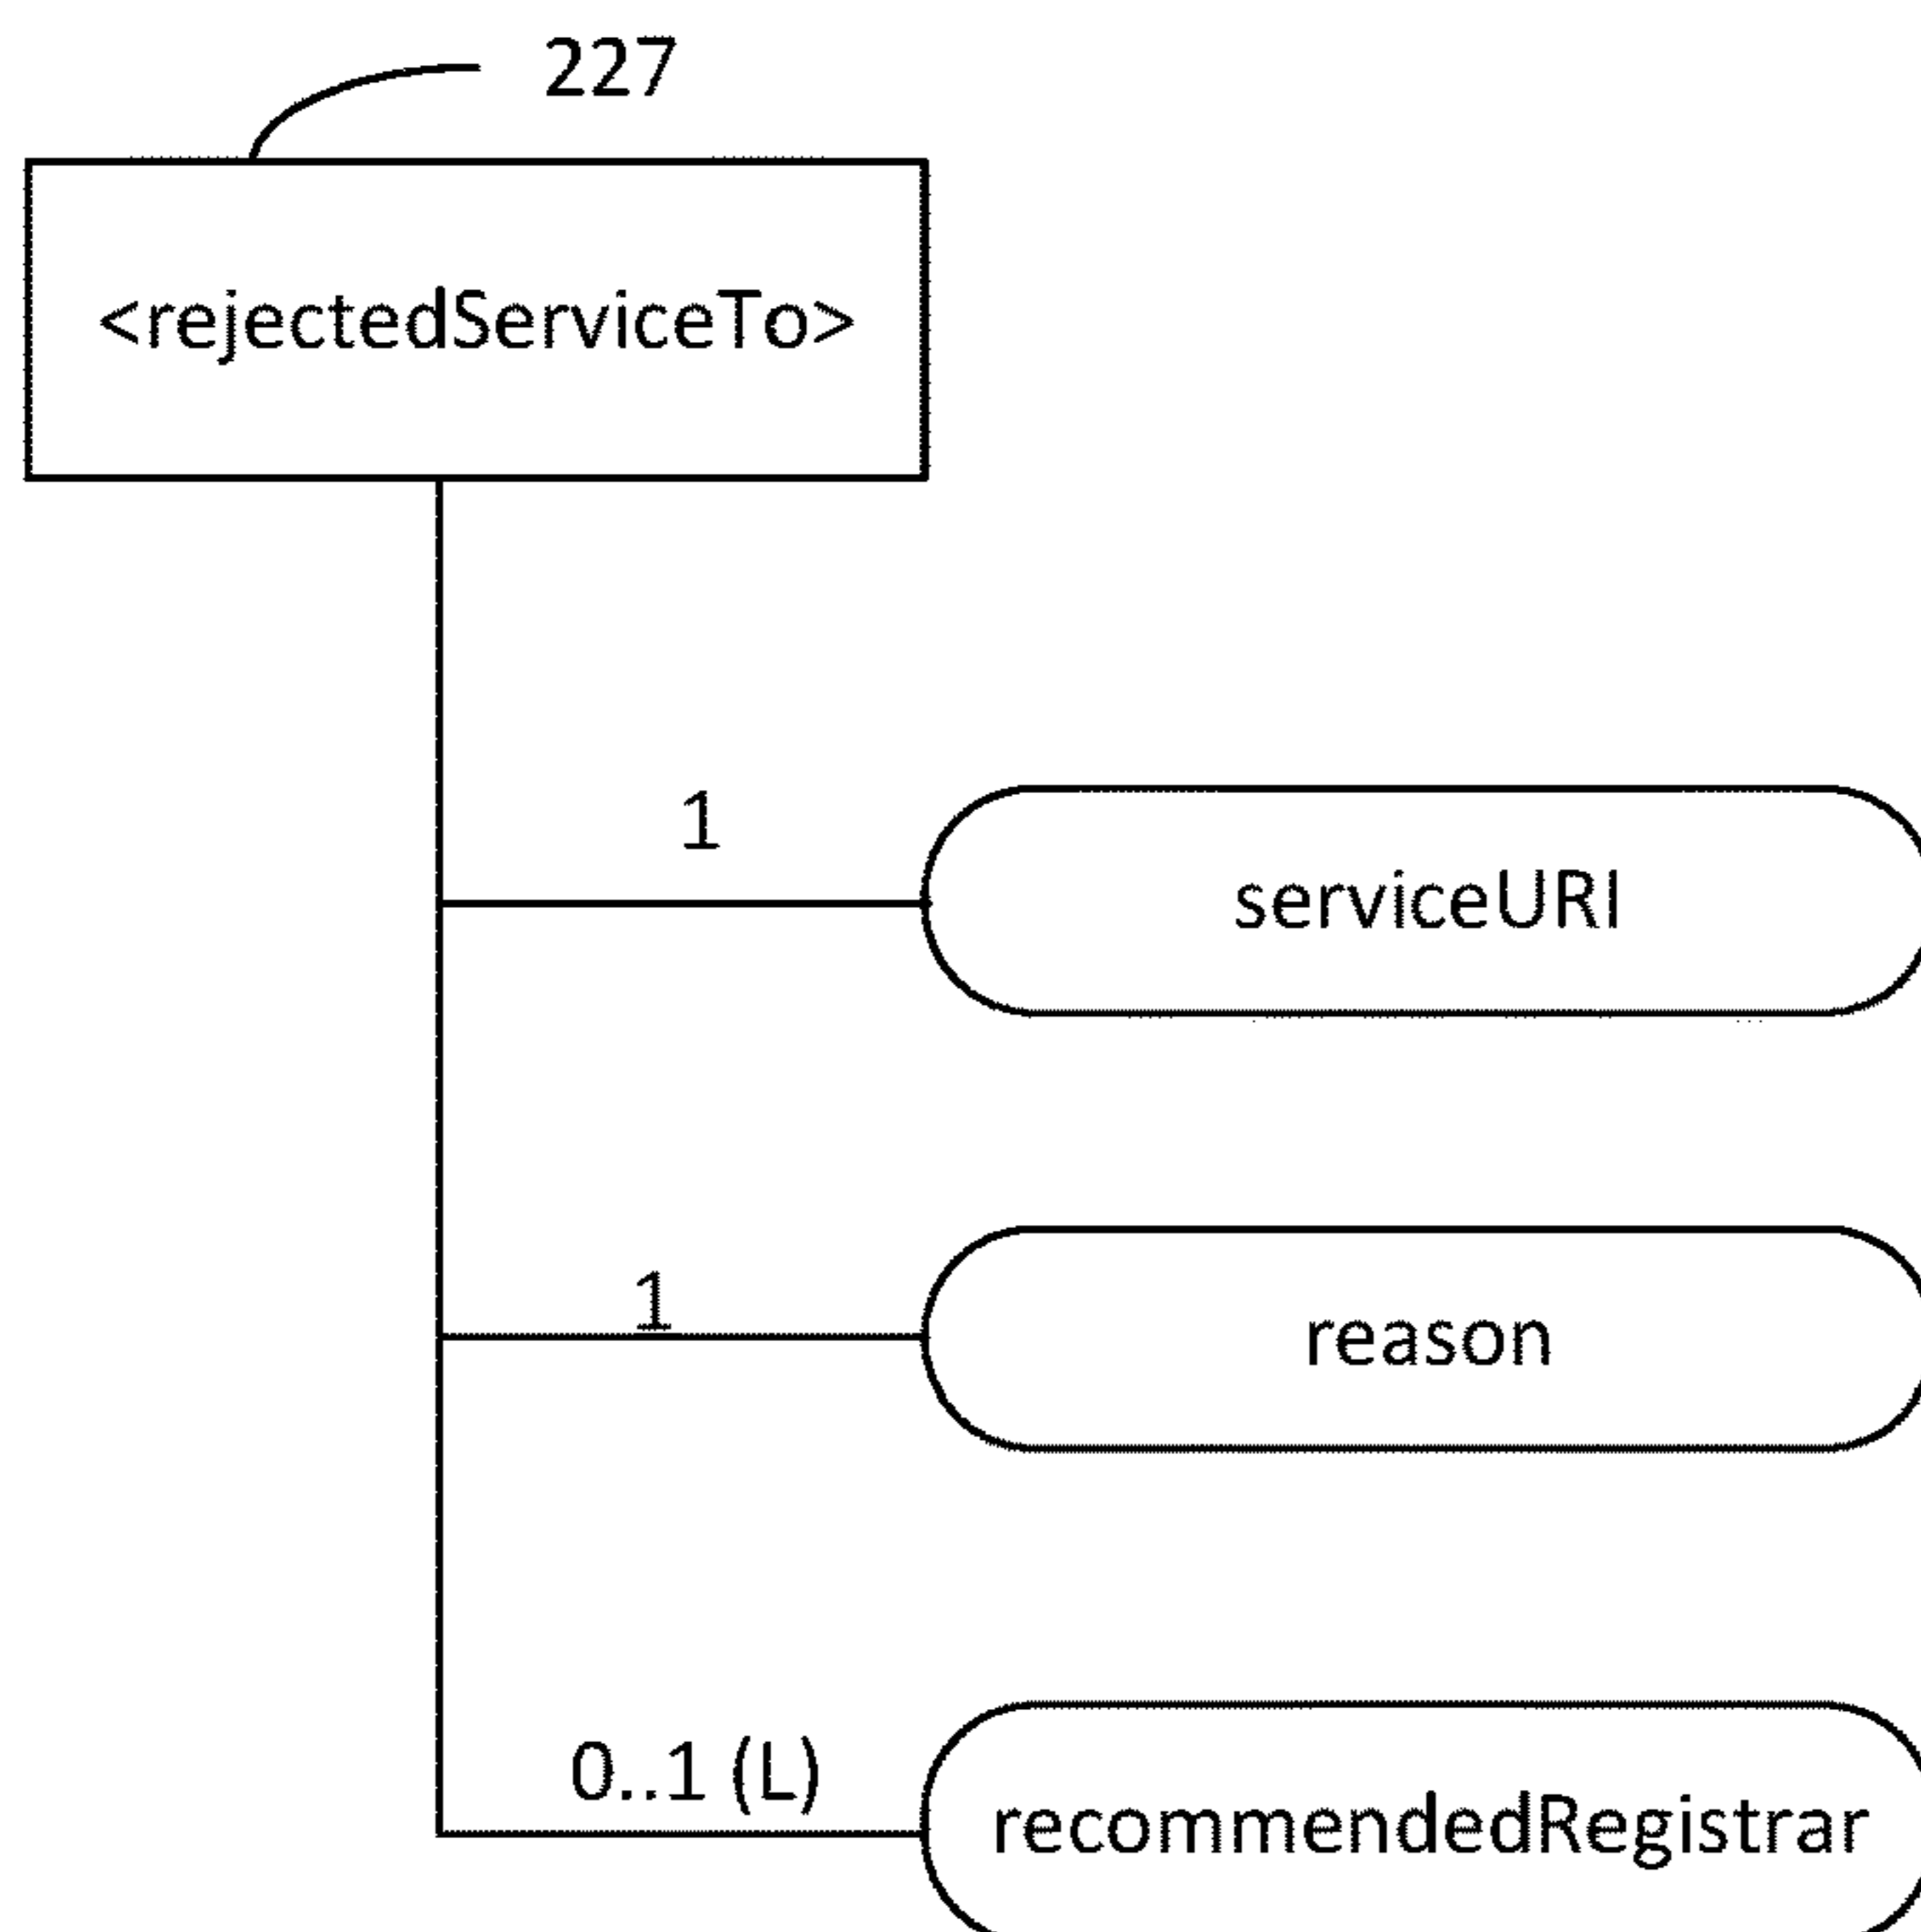 227
<rejectedServiceTo>
1
serviceURI
1
reason
0..1 (L)
recommendedRegistrar